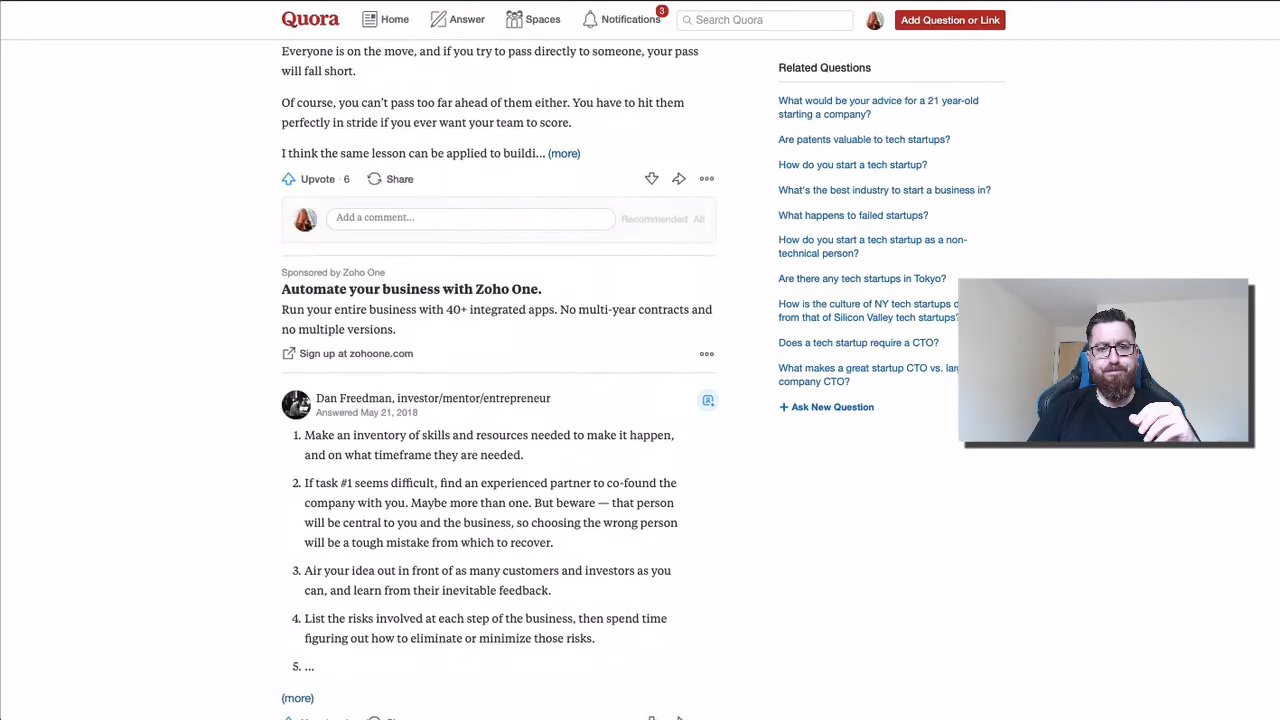 Quora
Home
Answer
Spaces
Notifications
3
Search Quora
Add Question or Link
Everyone is on the move, and if you try to pass directly to someone, your pass
will fall short.
Of course, you can’t pass too far ahead of them either. You have to hit them
perfectly in stride if you ever want your team to score.
I think the same lesson can be applied to buildi... (more)
Upvote · 6
Share
Add a comment...
Recommended All
Sponsored by Zoho One
Automate your business with Zoho One.
Run your entire business with 40+ integrated apps. No multi-year contracts and
no multiple versions.
Sign up at zohoone.com
Dan Freedman, investor/mentor/entrepreneur
Answered May 21, 2018
1. Make an inventory of skills and resources needed to make it happen,
and on what timeframe they are needed.
2. If task #1 seems difficult, find an experienced partner to co-found the
company with you. Maybe more than one. But beware — that person
will be central to you and the business, so choosing the wrong person
will be a tough mistake from which to recover.
3. Air your idea out in front of as many customers and investors as you
can, and learn from their inevitable feedback.
4. List the risks involved at each step of the business, then spend time
figuring out how to eliminate or minimize those risks.
5. ...
(more)
Related Questions
What would be your advice for a 21 year-old
starting a company?
Are patents valuable to tech startups?
How do you start a tech startup?
What's the best industry to start a business in?
What happens to failed startups?
How do you start a tech startup as a non-
technical person?
Are there any tech startups in Tokyo?
How is the culture of NY tech startups
from that of Silicon Valley tech startups?
Does a tech startup require a CTO?
What makes a great startup CTO vs.
company CTO?
+ Ask New Question